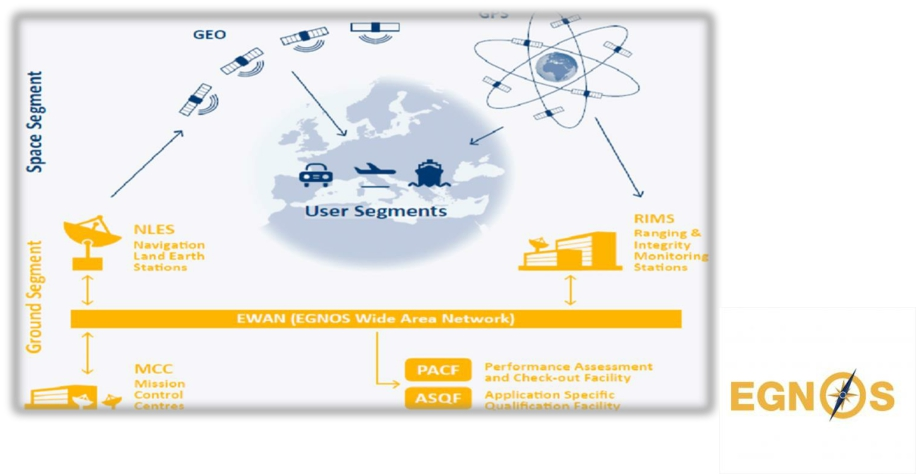 GPS
GEO
Space Segment
User Segments
NLES
Navigation
Land Earth
Stations
RIMS
Ranging &
Integrity
Monitoring
Stations
Ground Segment
EWAN (EGNOS Wide Area Network)
MCC
Mission
Control
Centres
PACF
Performance Assessment
and Check-out Facility
ASQF
Application Specific
Qualification Facility
EGNOS